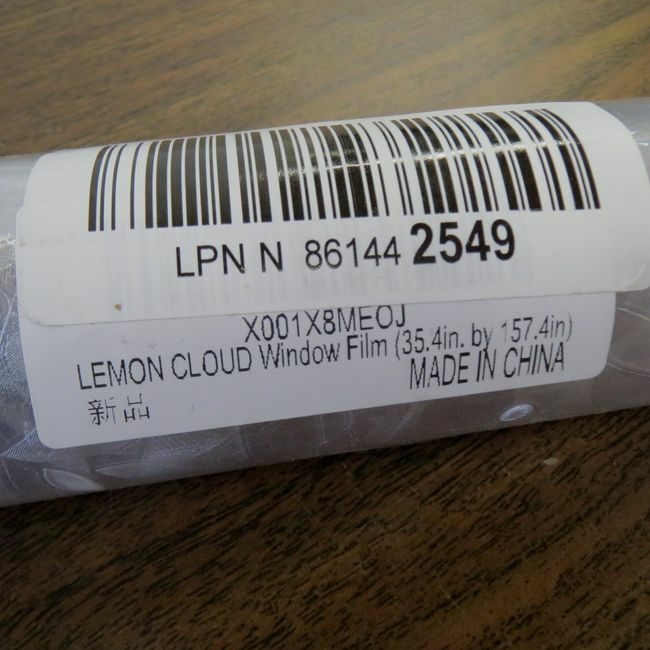 LPN N 86144 2549
X001X8MEOJ
LEMON CLOUD Window Film (35.4in. by 157.4in)
MADE IN CHINA
新品